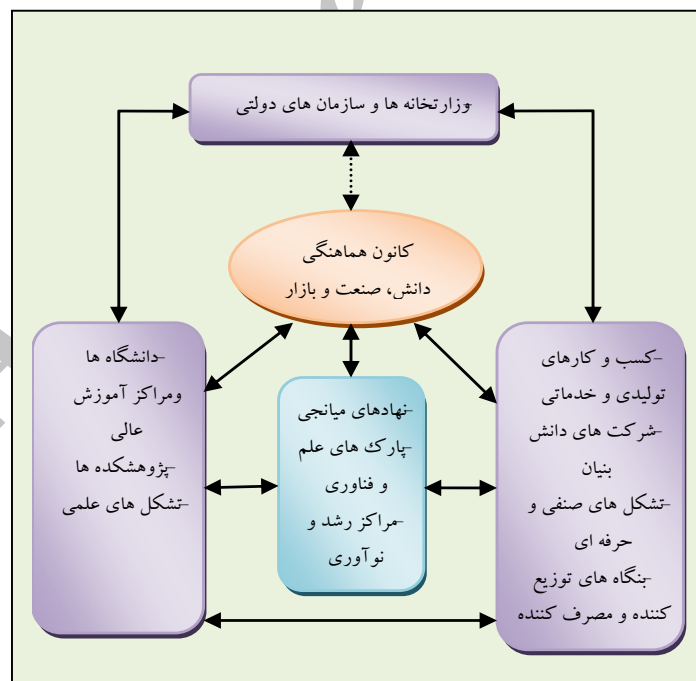 -وزارتخانه ها و سازمان های دولتی
کانون هماهنگی
دانش، صنعت و بازار
-کسب و کارهای
تولیدی و خدماتی
-شرکت های دانش
بنیان
-تشکل های صنفی و
حرفه ای
-بنگاه های توزیع
کننده و مصرف کننده
-نهادهای میانجی
-پارک های علم
و فناوری
-مراکز رشد و
نوآوری
-دانشگاه ها
ومراکز آموزش
عالی
-پژوهشکده ها
-تشکل های علمی